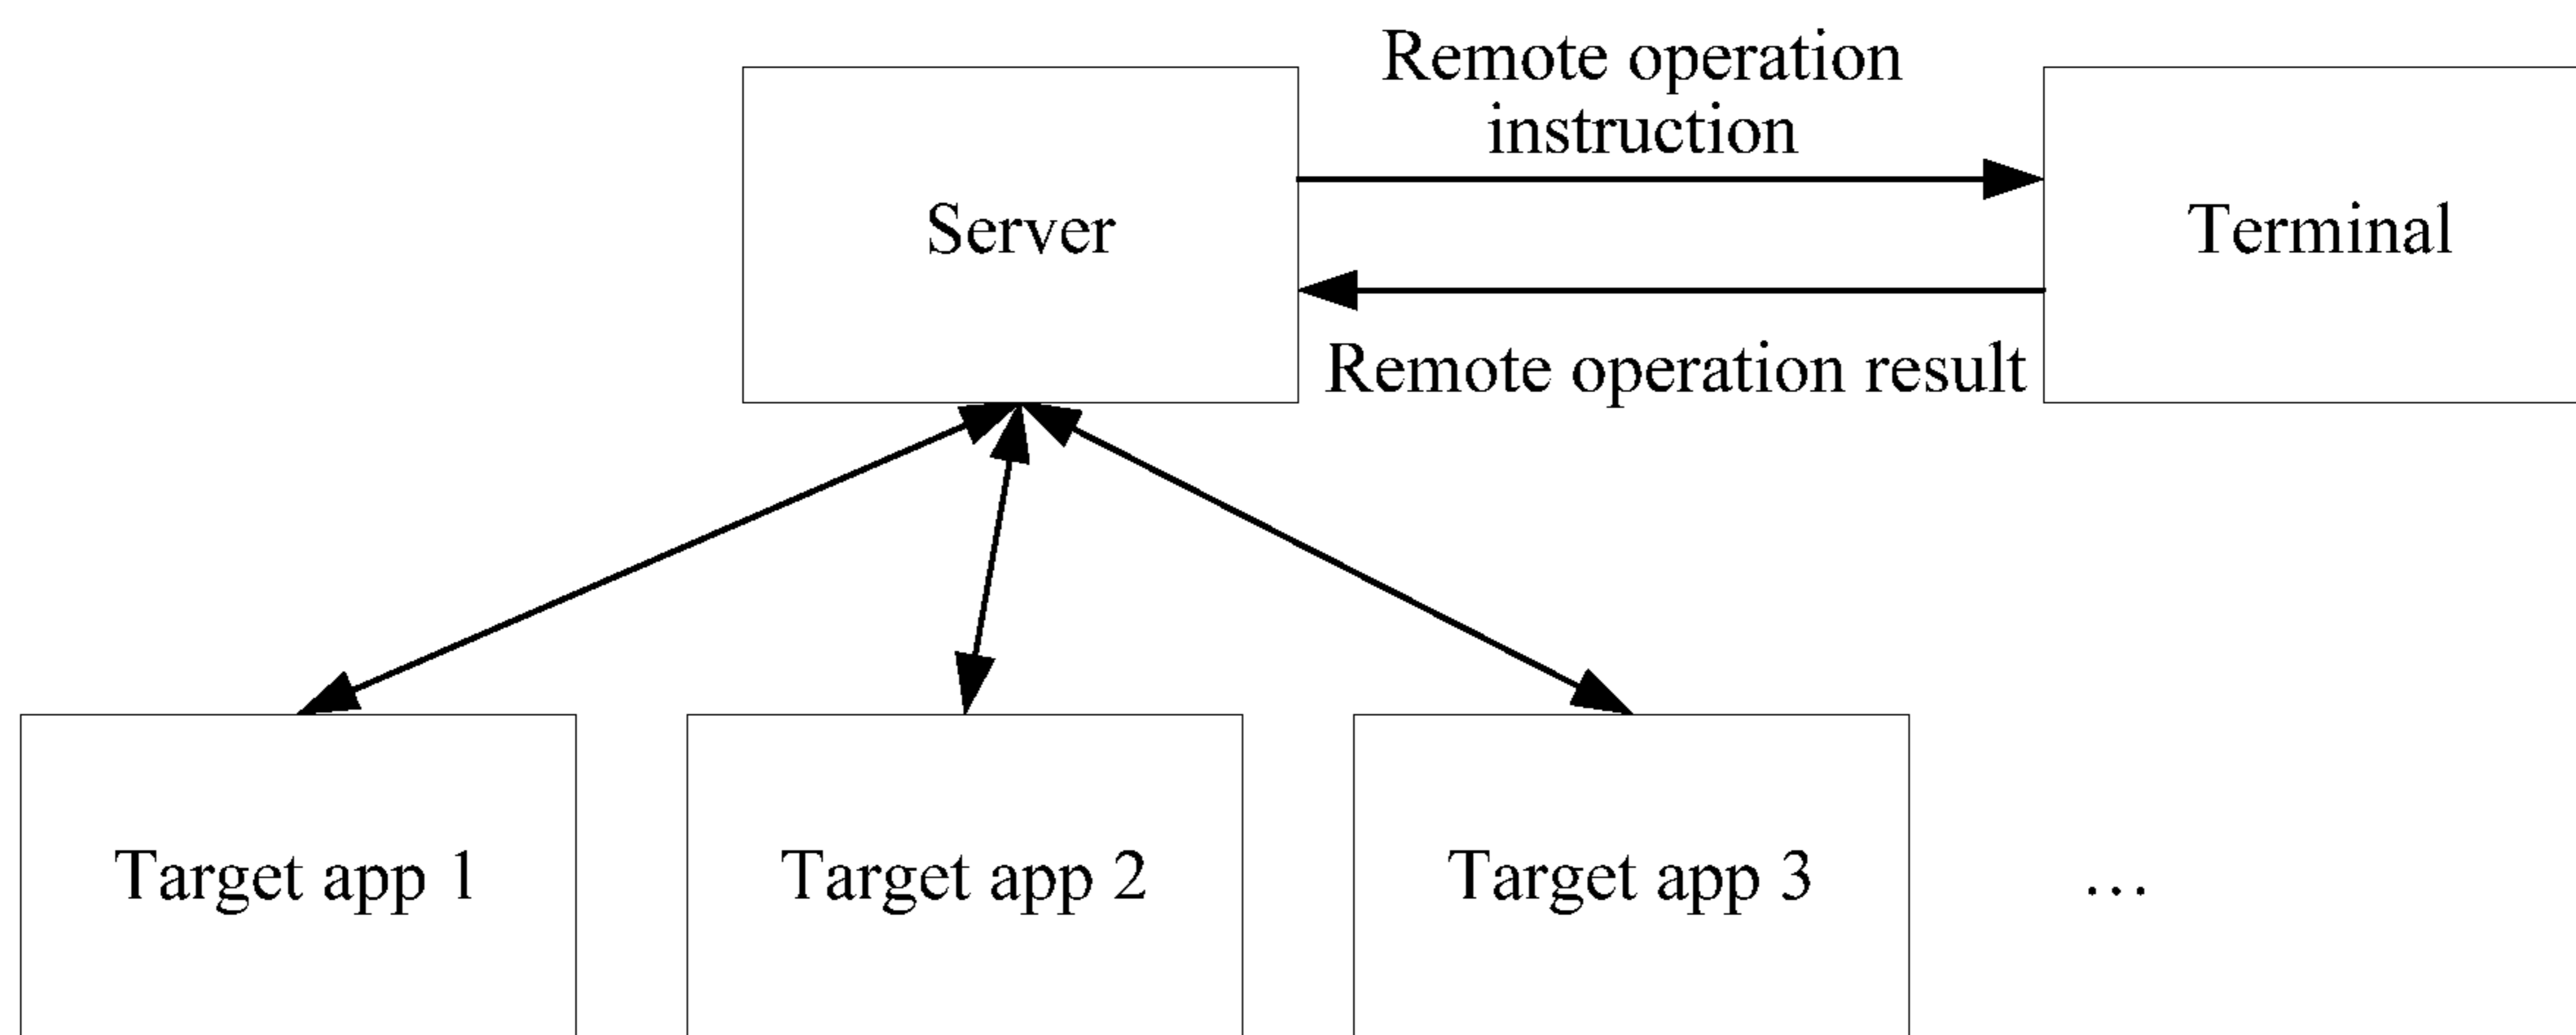 Remote operation
instruction
Server
Terminal
Remote operation result
Target app 1
Target app 2
Target app 3
…